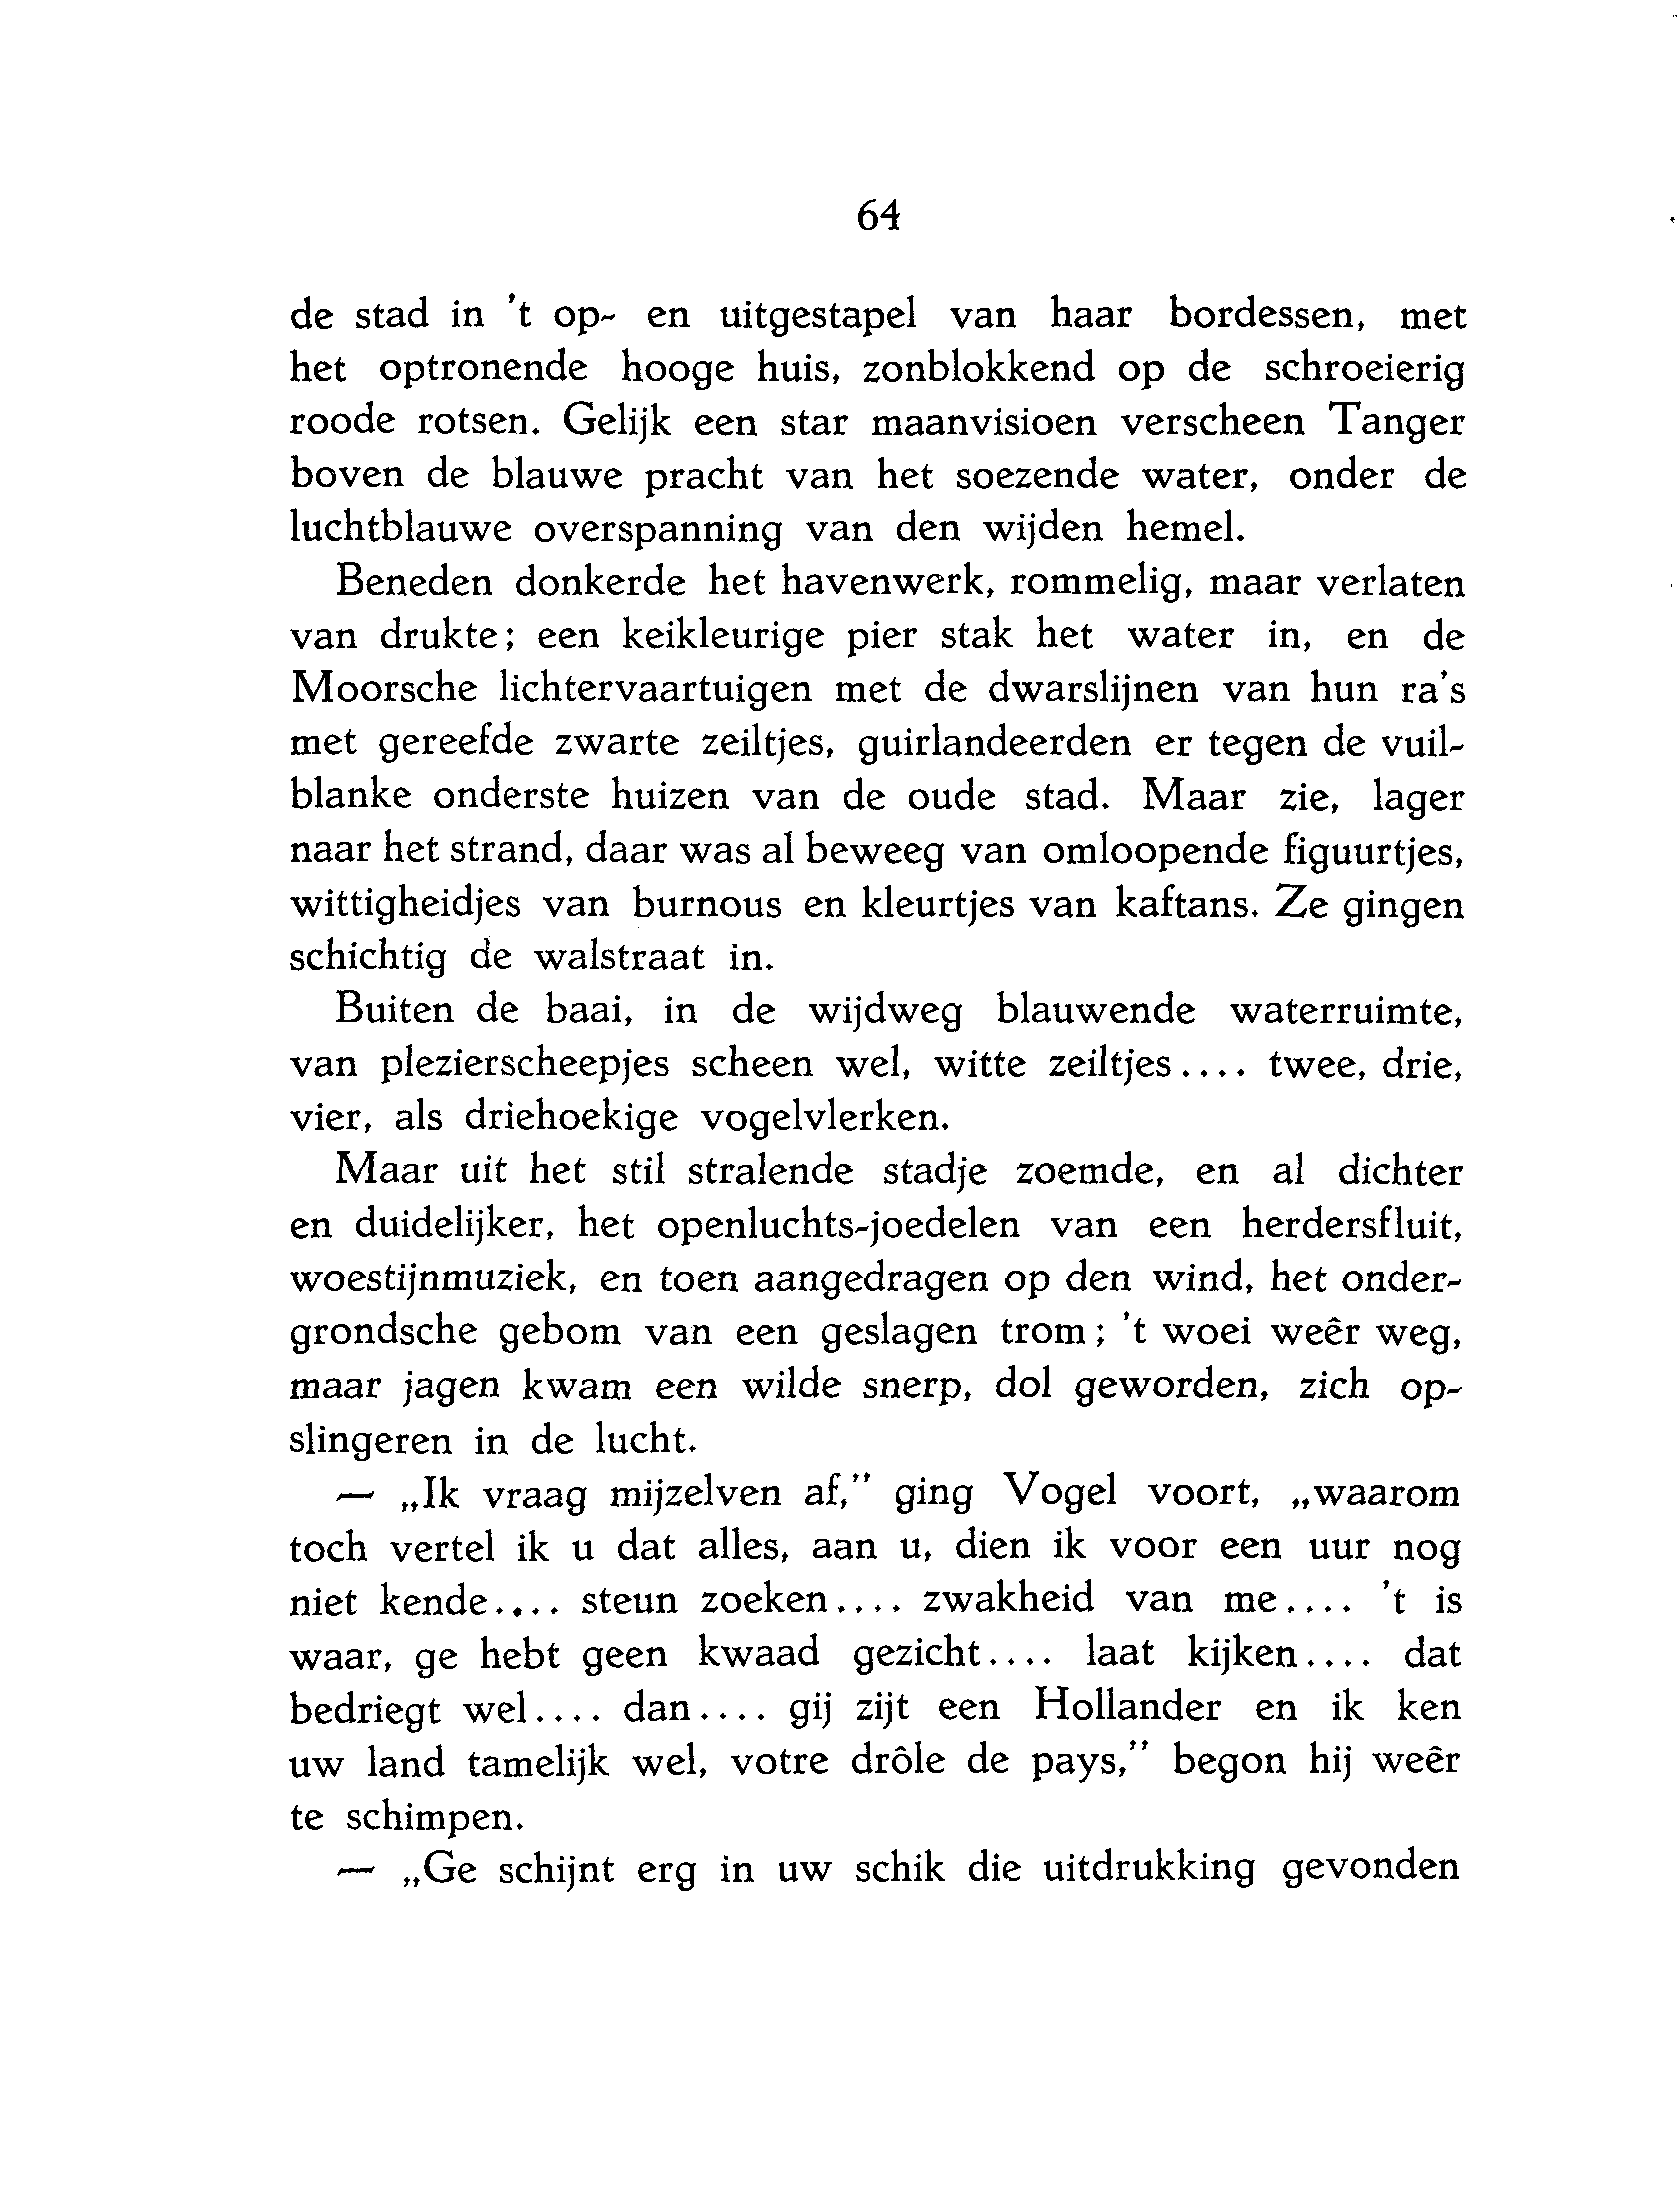 64
de stad in 't op- en uitgestapel van haar bordessen, met
het optronende hooge huis, zonblokkend op de schroeierig
roode rotsen. Gelijk een star maanvisioen verscheen Tanger
boven de blauwe pracht van het soezende water, onder de
luchtblauwe overspanning van den wijden hemel.
Beneden donkerde het havenwerk, rommelig, maar verlaten
van drukte; een keikleurige pier stak het water in, en de
Moorsche lichtervaartuigen met de dwarslijnen van hun ra's
met gereefde zwarte zeiltjes, guirlandeerden er tegen de vuil-
blanke onderste huizen van de oude stad. Maar zie, lager
naar het strand, daar was al beweeg van omloopende figuurtjes,
wittigheidjes van burnous en kleurtjes van kaftans. Ze gingen
schichtig de walstraat in.
Buiten de baai, in de wijdweg blauwende waterruimte,
van plezierscheepjes scheen wel, witte zeiltjes.... twee, drie,
vier, als driehoekige vogelvlerken.
Maar uit het stil stralende stadje zoemde, en al dichter
en duidelijker, het openluchts-joedelen van een herdersfluit,
woestijnmuziek, en toen aangedragen op den wind, het onder-
grondsche gebom van een geslagen trom; 't woei weêr weg,
maar jagen kwam een wilde snerp, dol geworden, zich op-
slingeren in de lucht.
— „Ik vraag mijzelven af,” ging Vogel voort, „waarom
toch vertel ik u dat alles, aan u, dien ik voor een uur nog
niet kende.... steun zoeken.... zwakheid van me.... 't is
waar, ge hebt geen kwaad gezicht.... laat kijken.... dat
bedriegt wel.... dan.... gij zijt een Hollander en ik ken
uw land tamelijk wel, votre drôle de pays,” begon hij weêr
te schimpen.
— „Ge schijnt erg in uw schik die uitdrukking gevonden